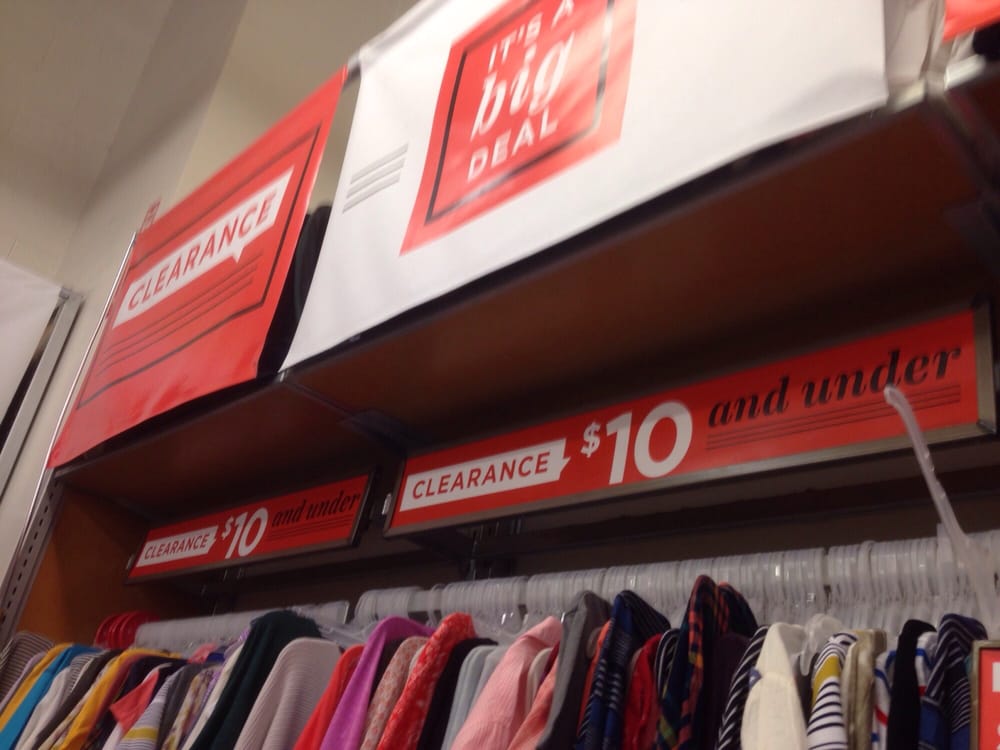 IT'S A
big
DEAL
CLEARANCE
CLEARANCE $10 and under
CLEARANCE $10 and under